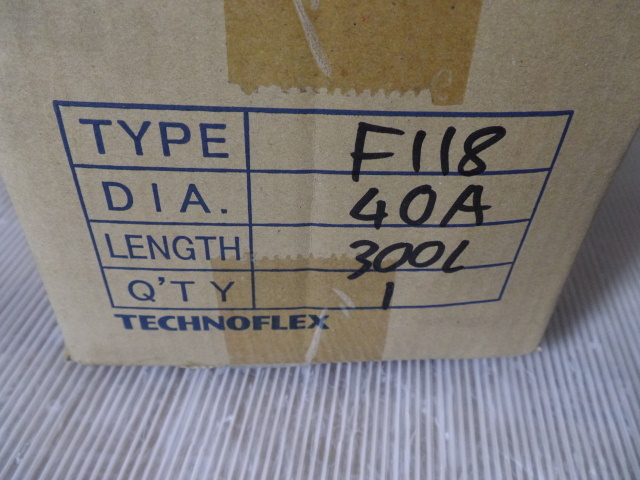 TYPE F118
DIA. 40A
LENGTH 300L
Q'TY 1
TECHNOFLEX